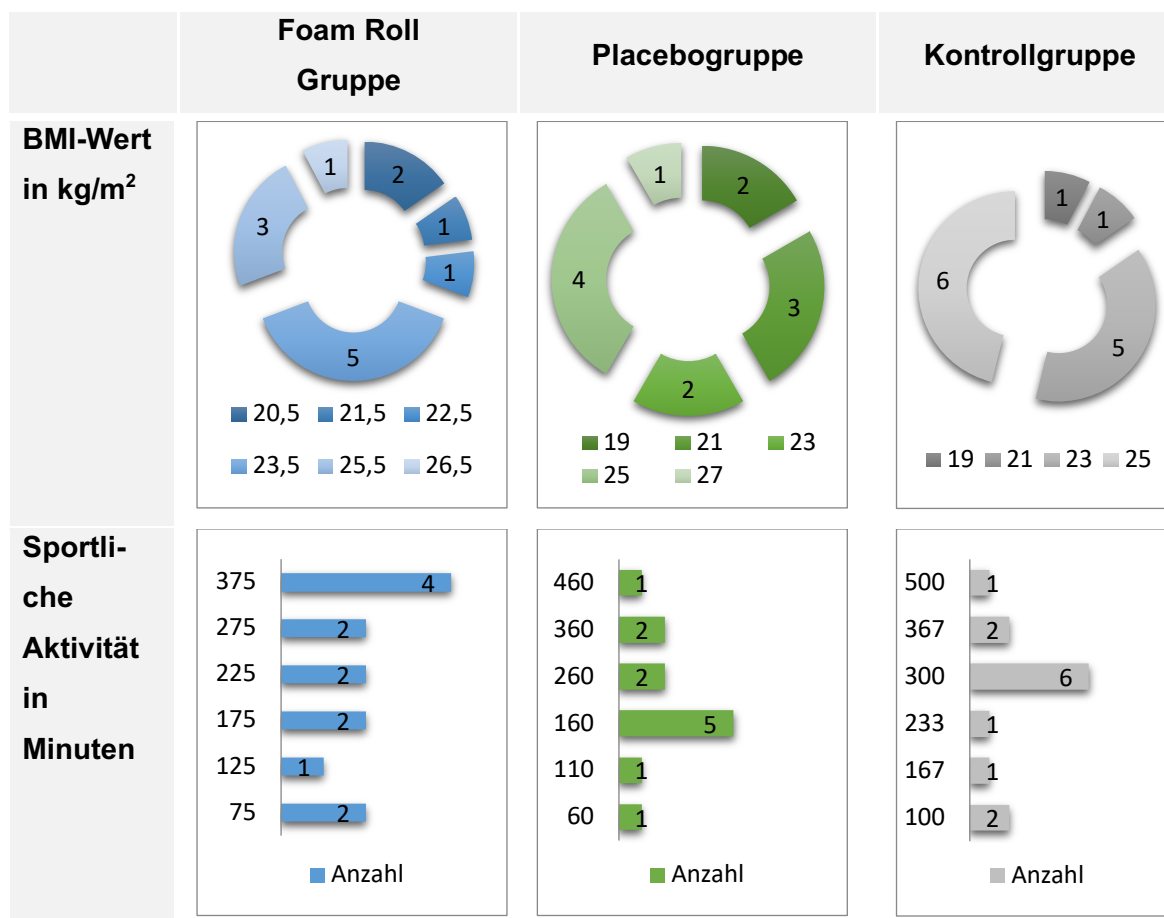 Foam Roll
Gruppe
Placebogruppe
Kontrollgruppe
BMI-Wert
in kg/m²
1
2
3
1
1
5
20,5 21,5 22,5
23,5 25,5 26,5
1
2
4
3
2
19 21 23
25 27
1
1
6
5
19 21 23 25
Sportli-
che
Aktivität
in
Minuten
375 4
275 2
225 2
175 2
125 1
75 2
Anzahl
460 1
360 2
260 2
160 5
110 1
60 1
Anzahl
500 1
367 2
300 6
233 1
167 1
100 2
Anzahl